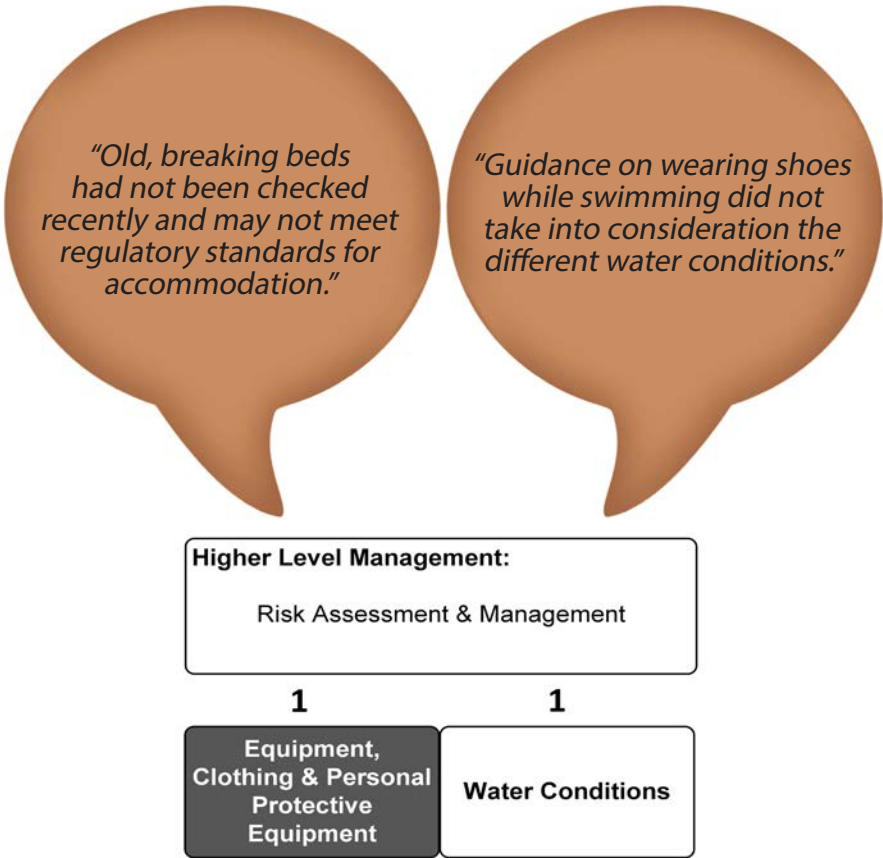 “Old, breaking beds
had not been checked
recently and may not meet
regulatory standards for
accommodation.”
“Guidance on wearing shoes
while swimming did not
take into consideration the
different water conditions.”
Higher Level Management:
Risk Assessment & Management
1
1
Equipment,
Clothing & Personal
Protective
Equipment
Water Conditions